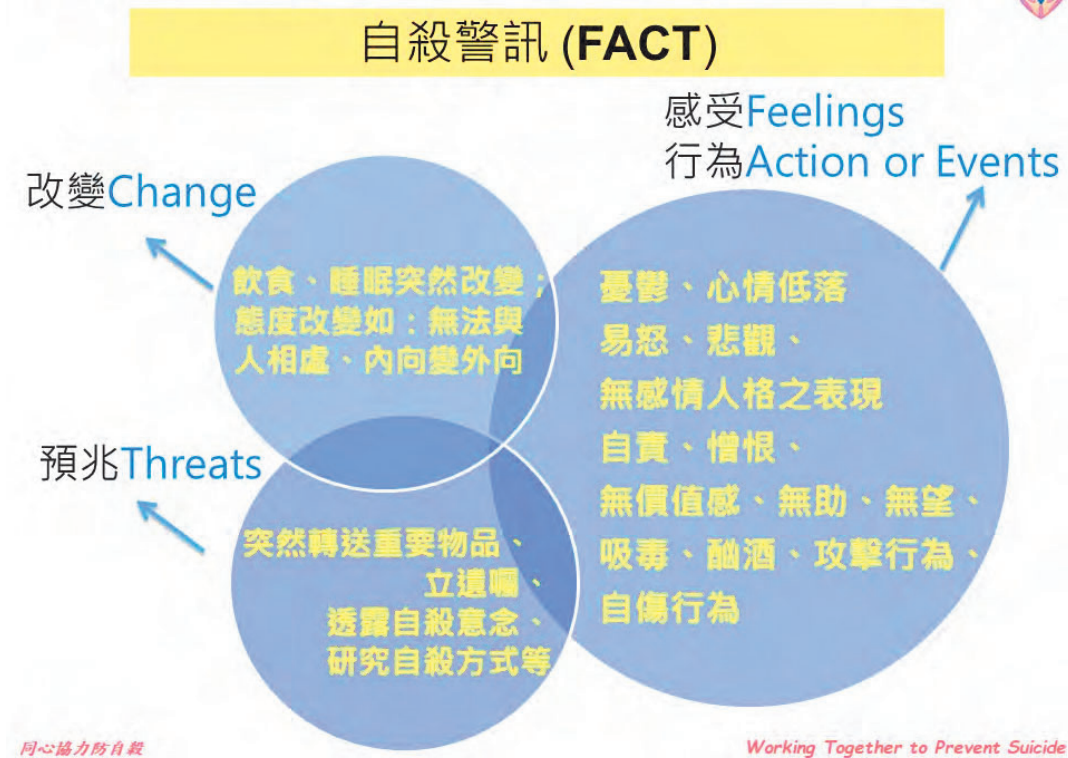 自殺警訊 (FACT)
感受Feelings
行為Action or Events
改變Change
飲食、睡眠突然改變；
態度改變如：無法與
人相處、內向變外向
憂鬱、心情低落
易怒、悲觀、
無感情人格之表現
自責、憎恨、
無價值感、無助、無望、
吸毒、酗酒、攻擊行為、
自傷行為
預兆Threats
突然轉送重要物品、
立遺囑、
透露自殺意念、
研究自殺方式等
同心協力防自殺
Working Together to Prevent Suicide